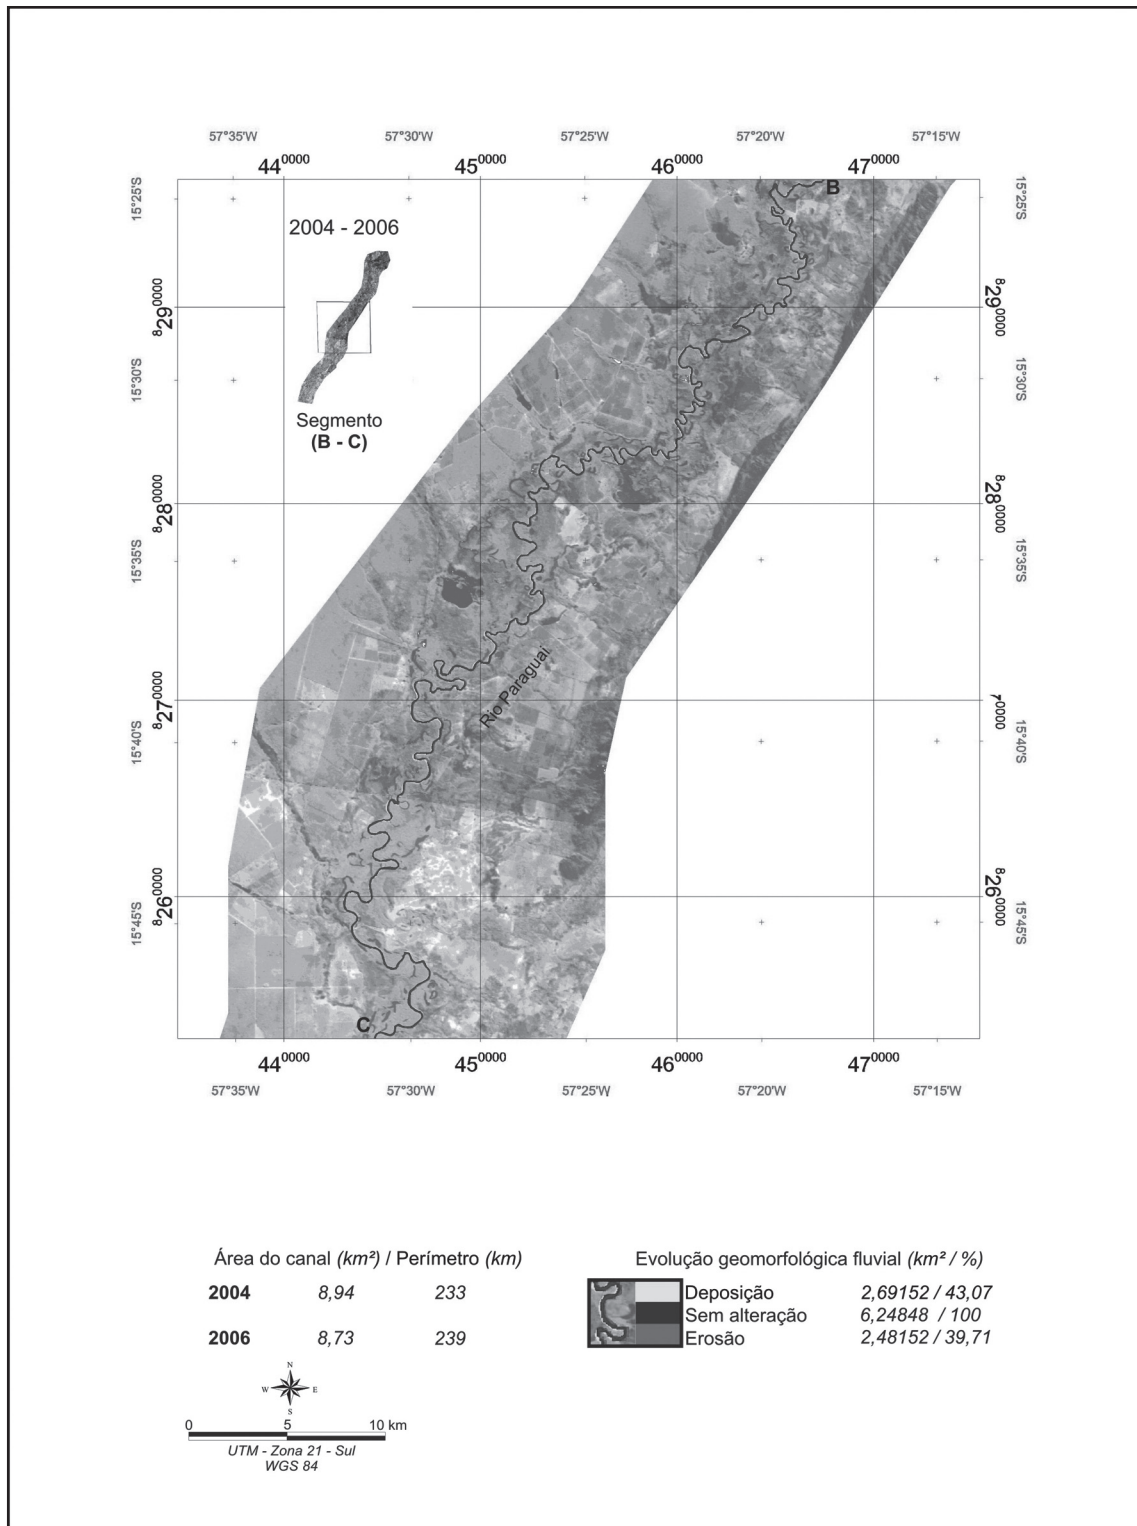 57°35'W 57°30'W 57°25'W 57°20'W 57°15'W
440000 450000 460000 470000
B
15°25'S 15°25'S
2004 - 2006
8290000 8290000
15°30'S 15°30'S
Segmento
(B - C)
8280000 8280000
15°35'S 15°35'S
Rio Paraguai
8270000 70000
15°40'S 15°40'S
8260000 8260000
15°45'S 15°45'S
C
440000 450000 460000 470000
57°35'W 57°30'W 57°25'W 57°20'W 57°15'W
Área do canal (km²) / Perímetro (km)
2004 8,94 233
2006 8,73 239
Evolução geomorfológica fluvial (km² / %)
Deposição 2,69152 / 43,07
Sem alteração 6,24848 / 100
Erosão 2,48152 / 39,71
N
W E
S
0 5 10 km
UTM - Zona 21 - Sul
WGS 84